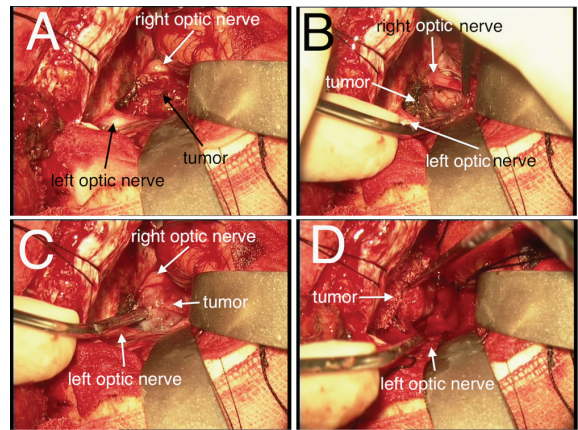 A
right optic nerve
tumor
left optic nerve
B
right optic nerve
tumor
left optic nerve
C
right optic nerve
tumor
left optic nerve
D
tumor
left optic nerve